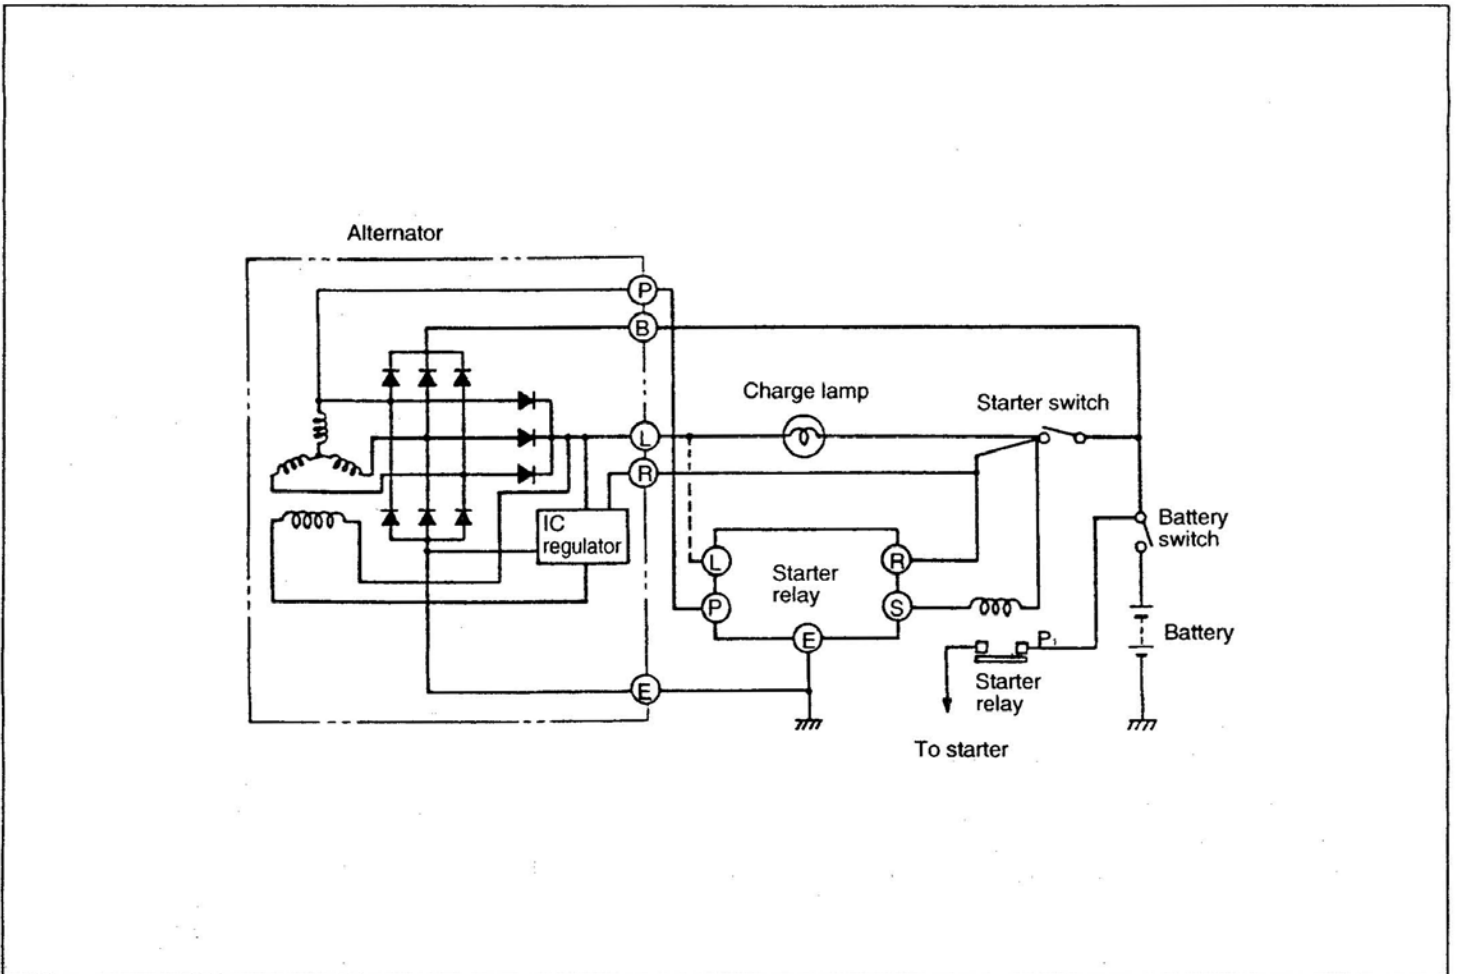 Alternator
P
B
Charge lamp
Starter switch
L
R
IC
regulator
Battery
switch
L
Starter
relay
R
P
S
E
P₁
Battery
E
Starter
relay
To starter